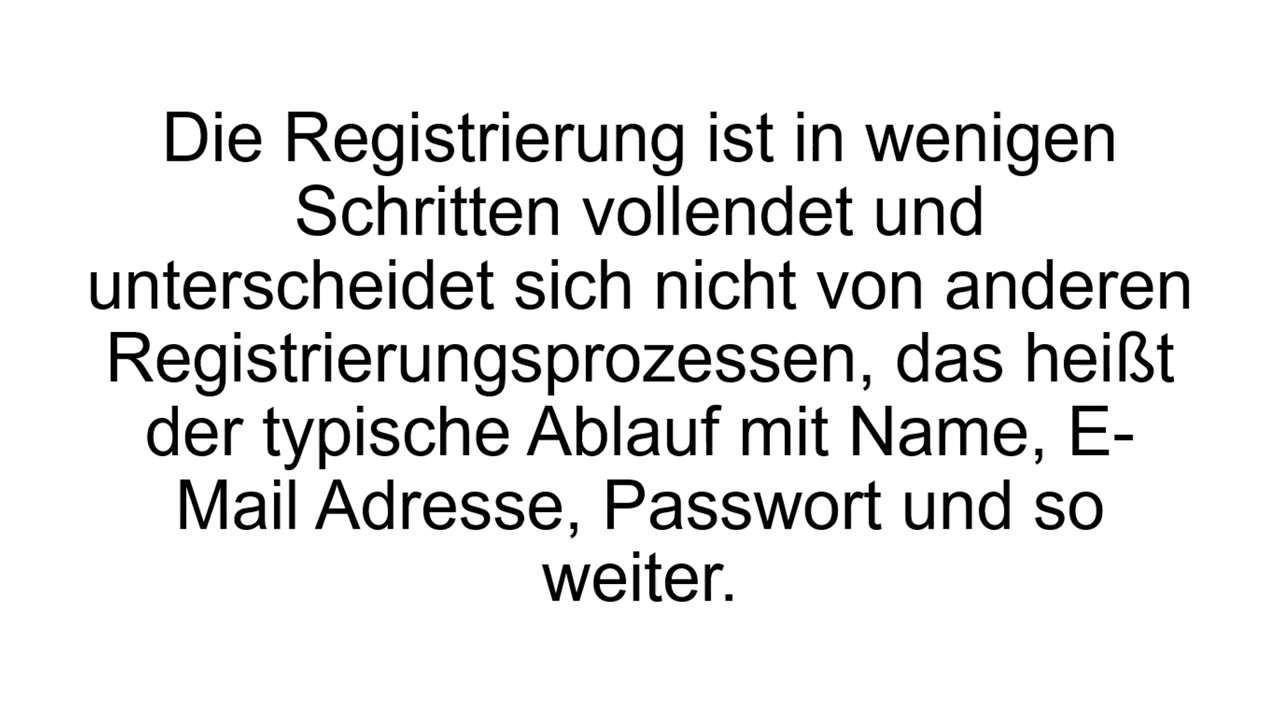 Die Registrierung ist in wenigen
Schritten vollendet und
unterscheidet sich nicht von anderen
Registrierungsprozessen, das heißt
der typische Ablauf mit Name, E-
Mail Adresse, Passwort und so
weiter.